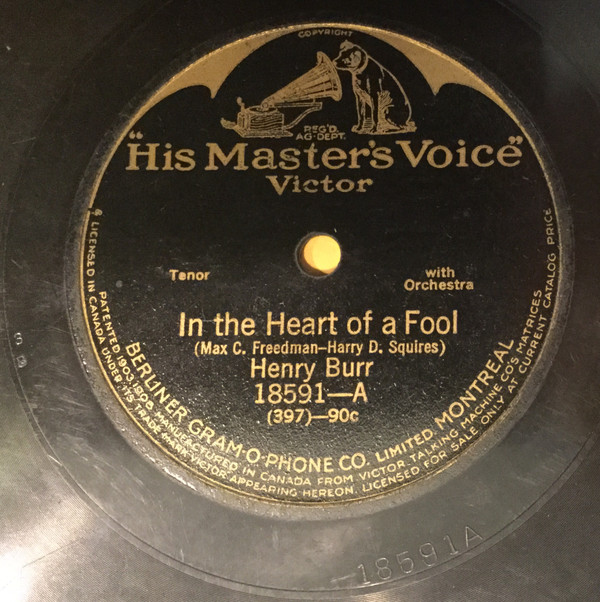 COPYRIGHT
REG'D.
AG-DEPT.
"His Master's Voice"
Victor
Tenor
with
Orchestra
In the Heart of a Fool
(Max C. Freedman–Harry D. Squires)
Henry Burr
18591—A
(397)—90c
BERLINER GRAM-O-PHONE CO. LIMITED, MONTREAL
PATENTED 1903, 1908, MANUFACTURED IN CANADA FROM VICTOR TALKING MACHINE CO'S MATRICES
& LICENSED IN CANADA UNDER ITS TRADE MARK VICTOR APPEARING HEREON. LICENSED FOR SALE ONLY AT CURRENT CATALOG PRICE
18591A